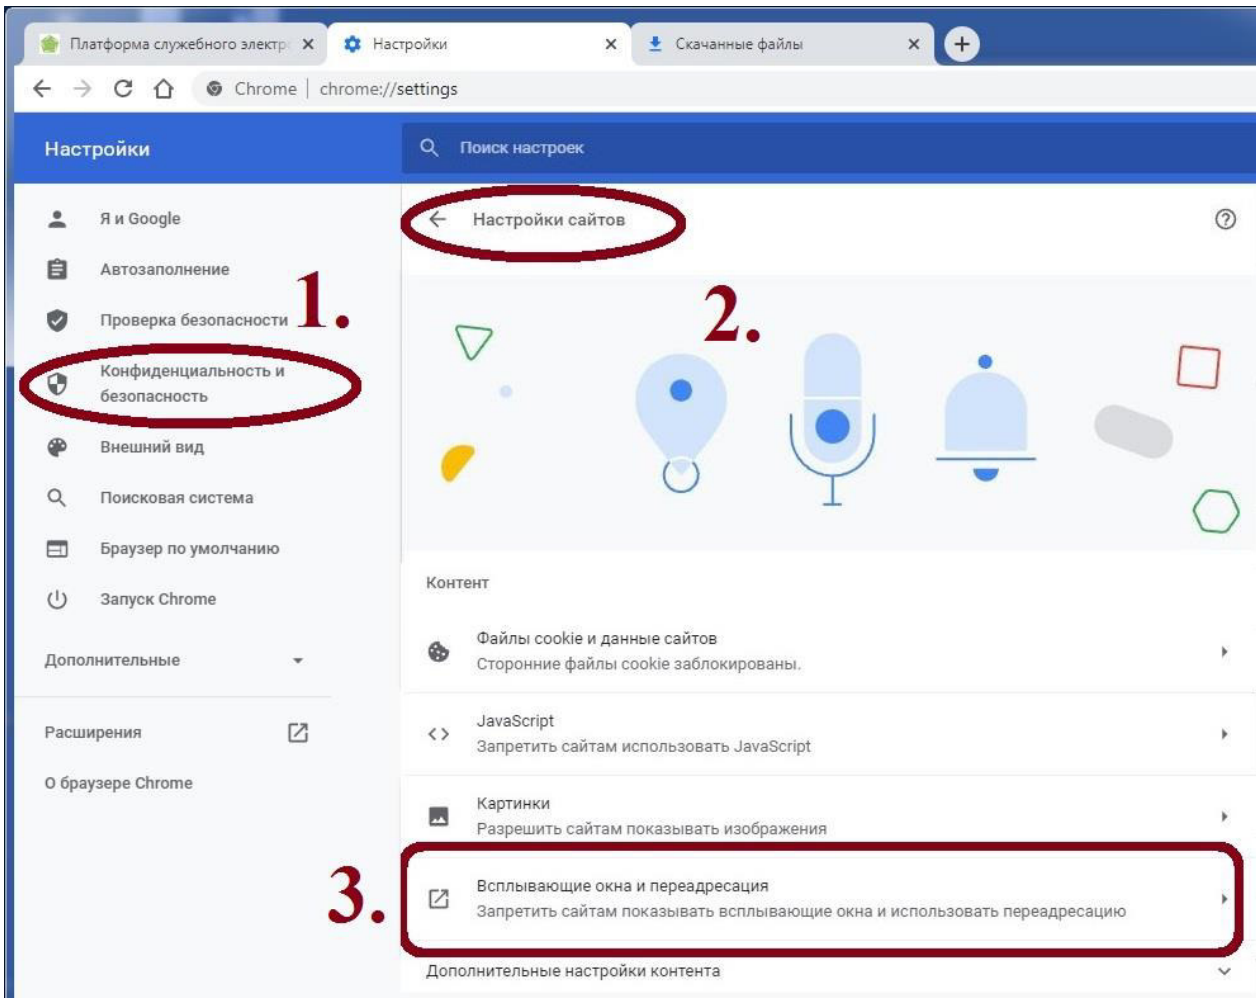 Платформа служебного электр
Настройки
Скачанные файлы
Chrome | chrome://settings
Настройки
Поиск настроек
Я и Google
Автозаполнение
Проверка безопасности
1.
Конфиденциальность и
безопасность
Внешний вид
Поисковая система
Браузер по умолчанию
Запуск Chrome
Дополнительные
Расширения
О браузере Chrome
Настройки сайтов
2.
Контент
Файлы cookie и данные сайтов
Сторонние файлы cookie заблокированы.
JavaScript
Запретить сайтам использовать JavaScript
Картинки
Разрешить сайтам показывать изображения
3.
Всплывающие окна и переадресация
Запретить сайтам показывать всплывающие окна и использовать переадресацию
Дополнительные настройки контента